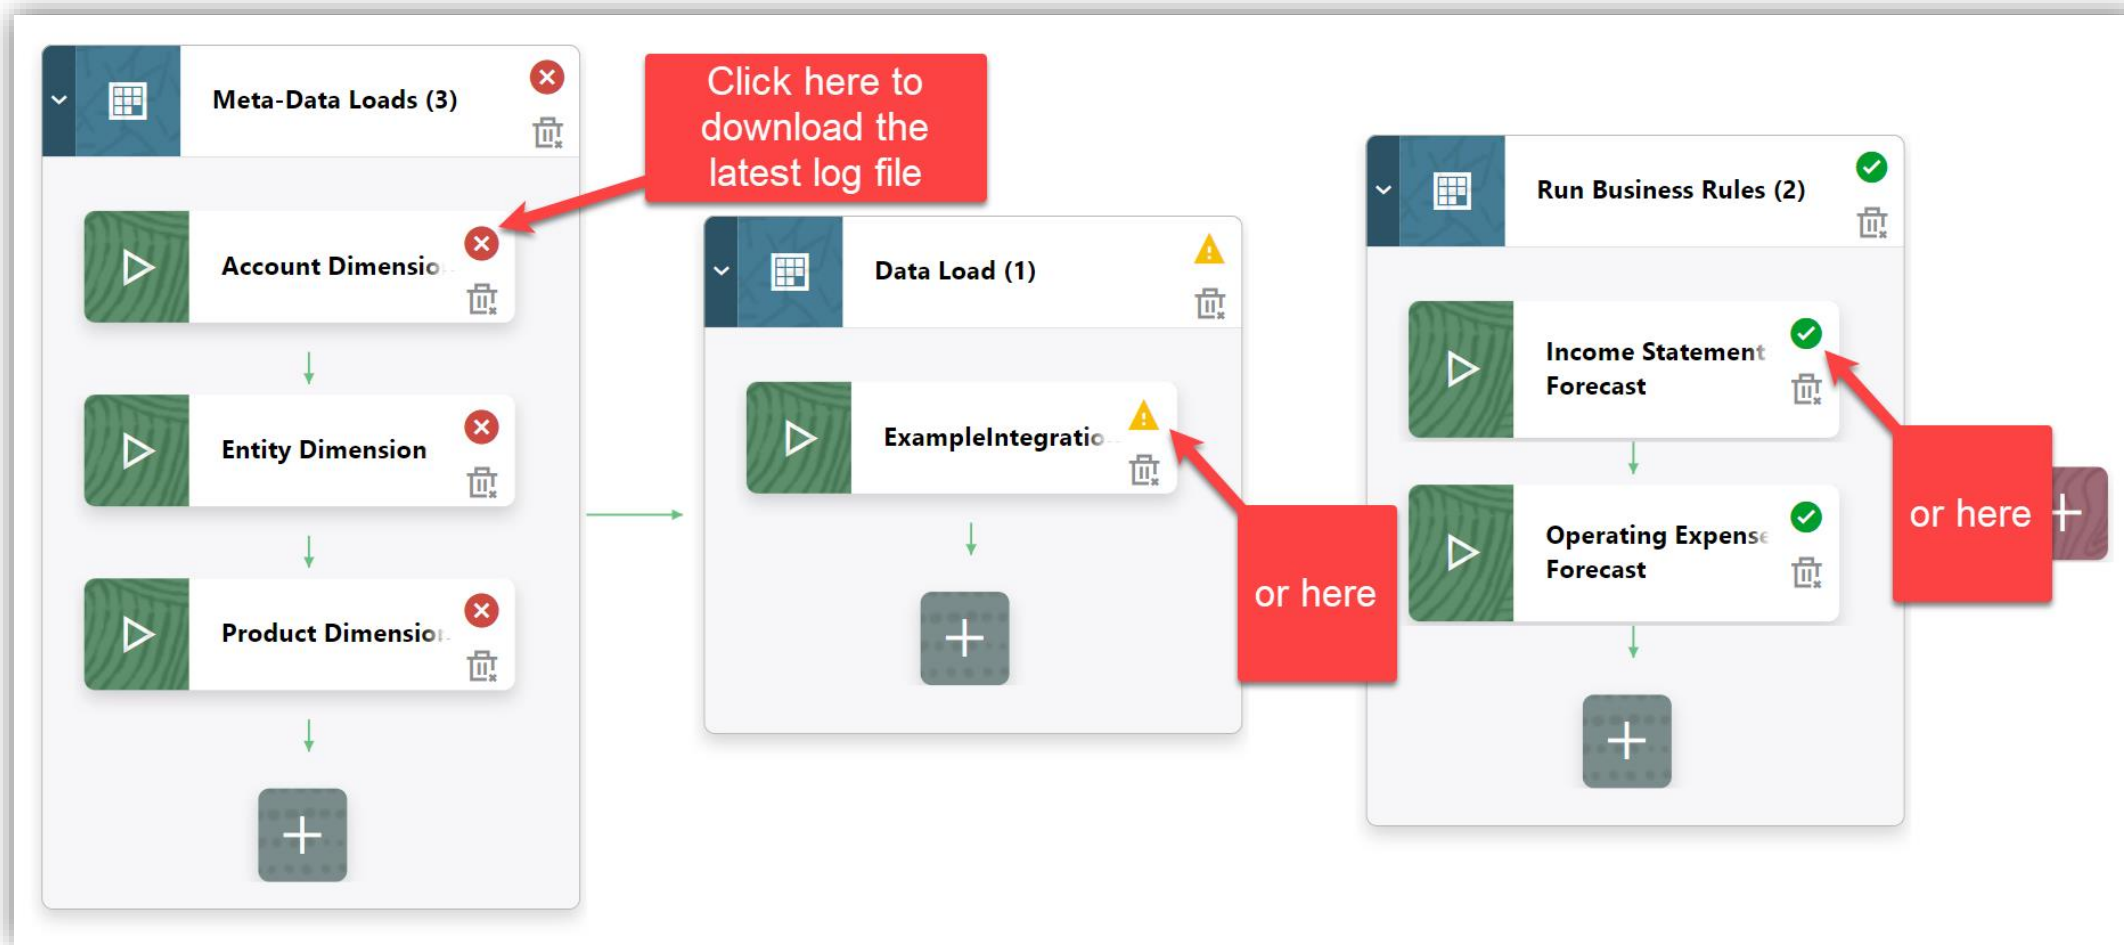 Meta-Data Loads (3)
Click here to
download the
latest log file
Account Dimensio
Entity Dimension
Product Dimension
Data Load (1)
ExampleIntegratio
or here
Run Business Rules (2)
Income Statement
Forecast
Operating Expense
Forecast
or here